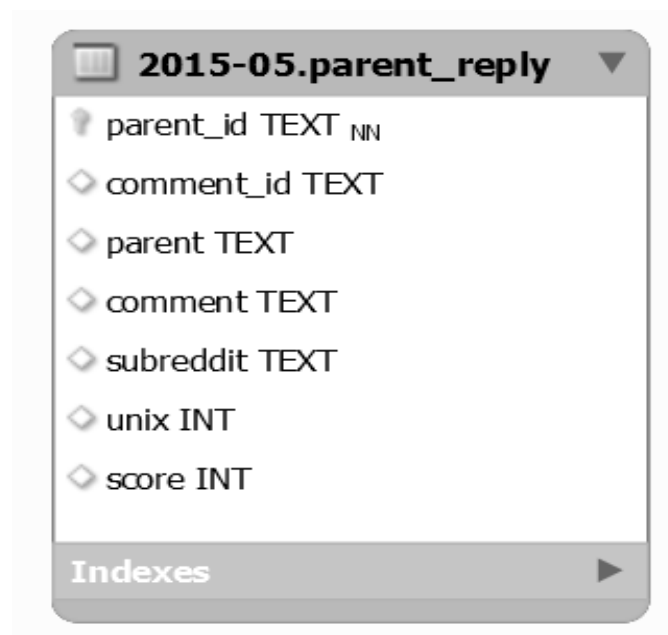 2015-05.parent_reply
parent_id TEXT NN
comment_id TEXT
parent TEXT
comment TEXT
subreddit TEXT
unix INT
score INT
Indexes